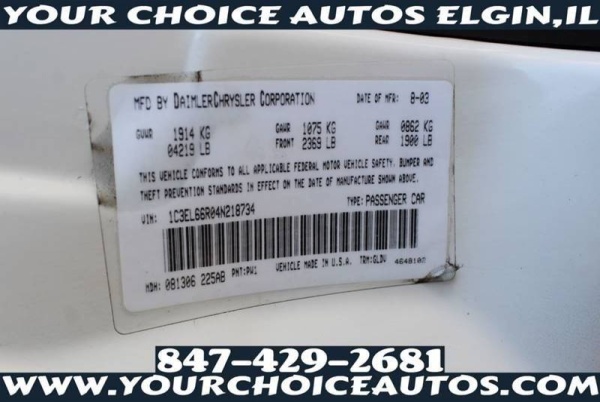 YOUR CHOICE AUTOS ELGIN,IL
MFD BY DAIMLERCHRYSLER CORPORATION DATE OF MFR: 8-03
GVWR 1914 KG GAWR 1075 KG GAWR 0862 KG
04219 LB FRONT 2369 LB REAR 1900 LB
THIS VEHICLE CONFORMS TO ALL APPLICABLE FEDERAL MOTOR VEHICLE SAFETY, BUMPER AND
THEFT PREVENTION STANDARDS IN EFFECT ON THE DATE OF MANUFACTURE SHOWN ABOVE.
VIN: 1C3EL66R04N218734 TYPE: PASSENGER CAR
MDH: 081306 225AB PNT: PW1 VEHICLE MADE IN U.S.A. TRM: GLDV 4648102
847-429-2681
WWW.YOURCHOICEAUTOS.COM